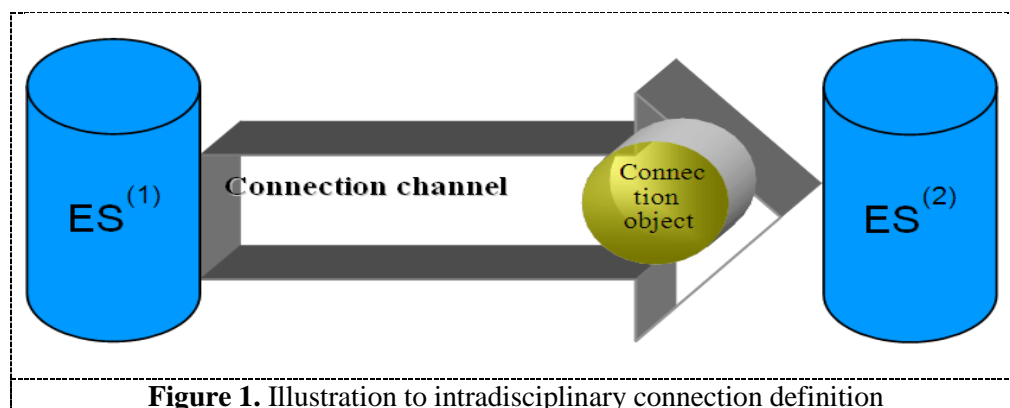 ES(1)
Connection channel
Connec
tion
object
ES(2)
Figure 1. Illustration to intradisciplinary connection definition